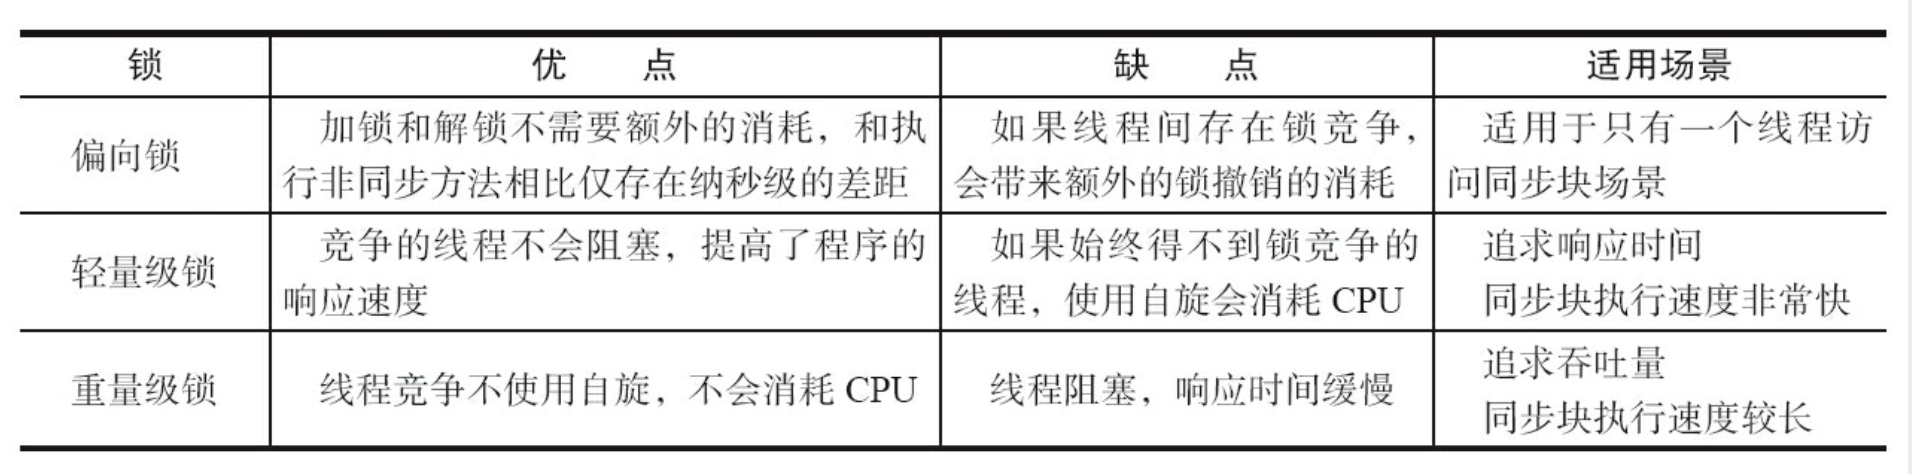 锁 优 点 缺 点 适用场景
偏向锁
加锁和解锁不需要额外的消耗，和执
行非同步方法相比仅存在纳秒级的差距
如果线程间存在锁竞争，
会带来额外的锁撤销的消耗
适用于只有一个线程访
问同步块场景
轻量级锁
竞争的线程不会阻塞，提高了程序的
响应速度
如果始终得不到锁竞争的
线程，使用自旋会消耗 CPU
追求响应时间
同步块执行速度非常快
重量级锁
线程竞争不使用自旋，不会消耗 CPU
线程阻塞，响应时间缓慢
追求吞吐量
同步块执行速度较长